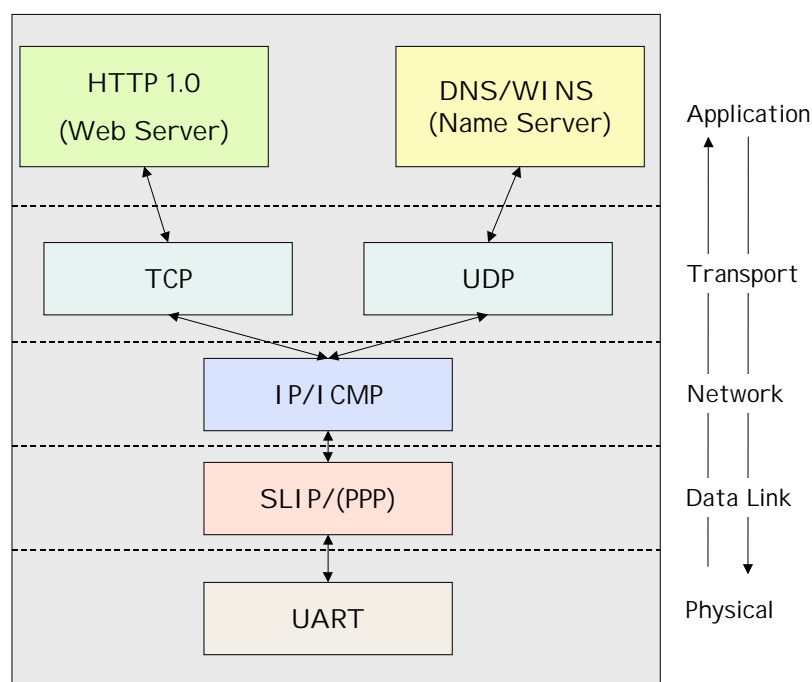 HTTP 1.0
(Web Server)
DNS/WINS
(Name Server)
Application
TCP
UDP
Transport
IP/ICMP
Network
SLIP/(PPP)
Data Link
UART
Physical